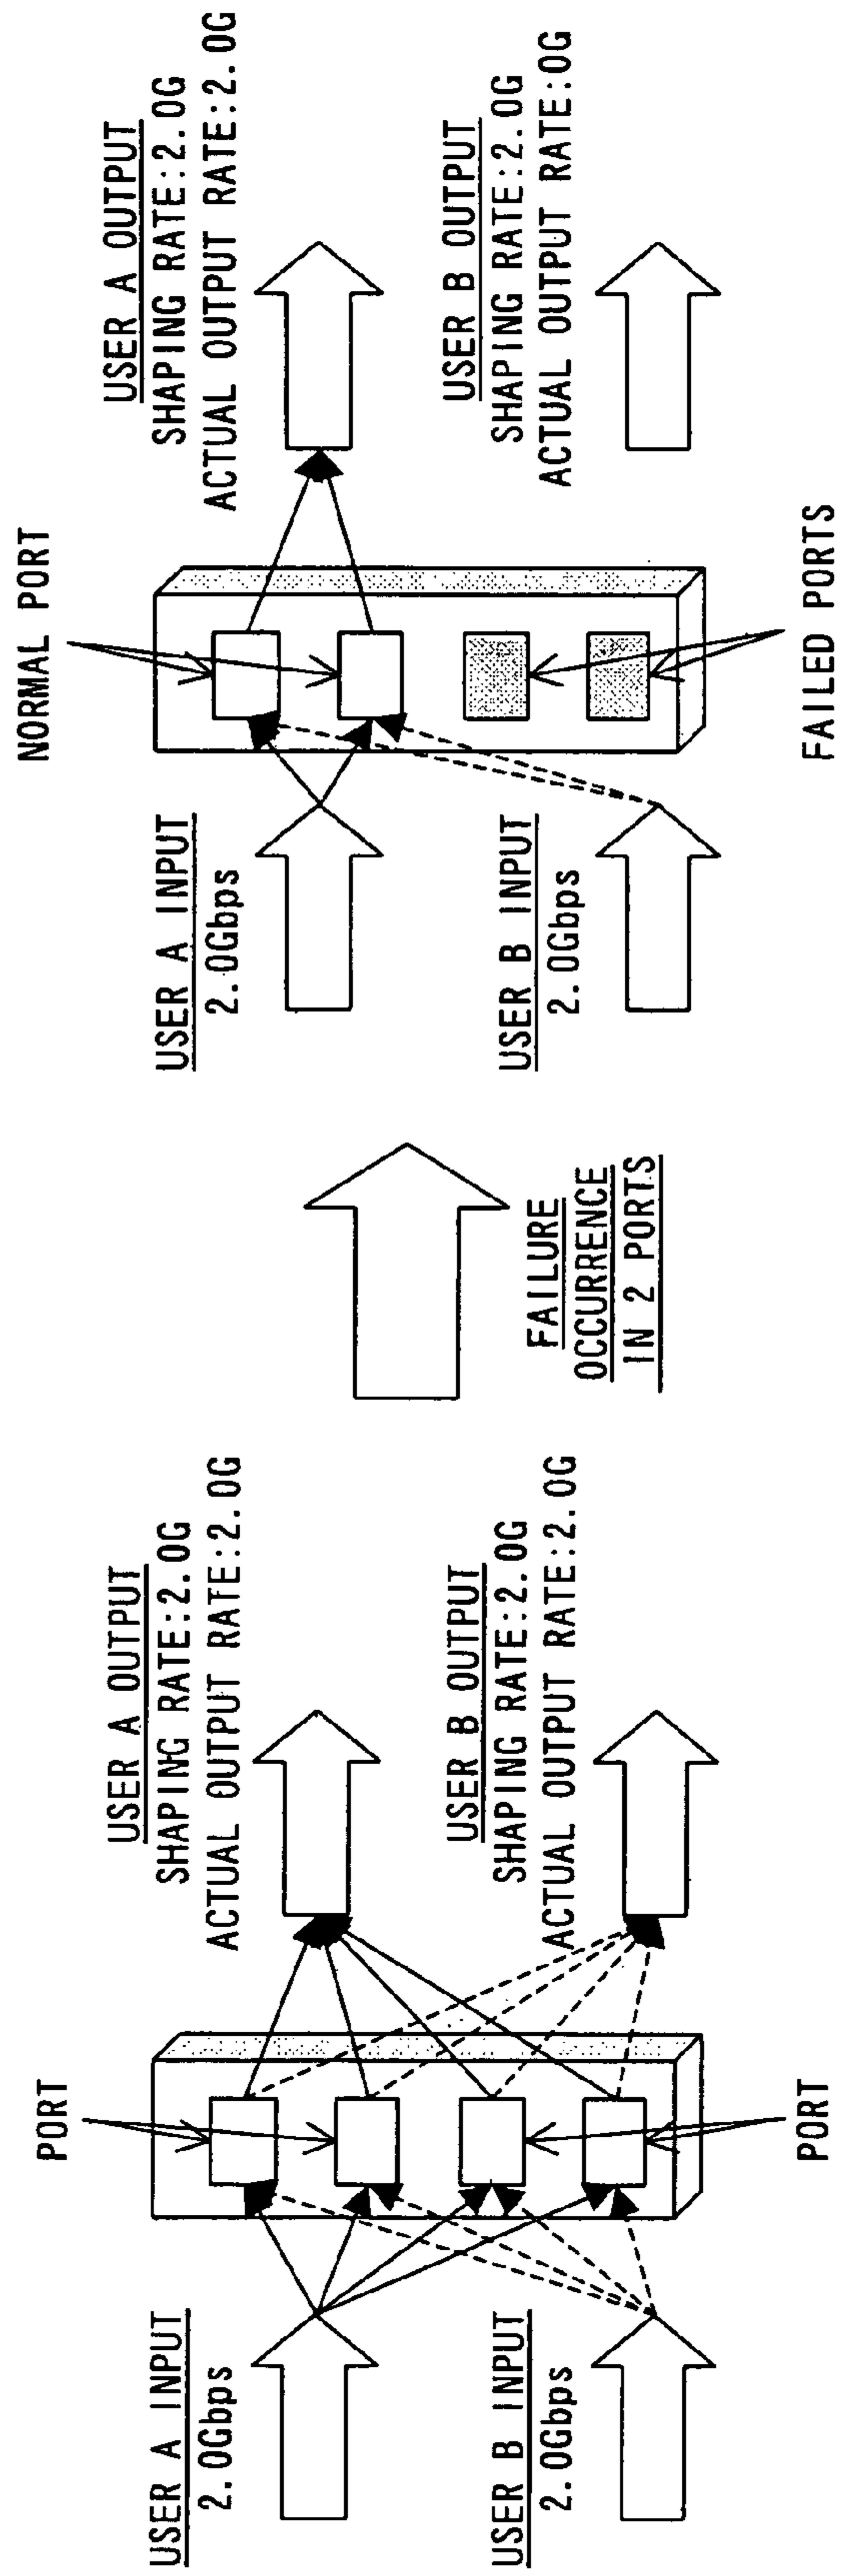 PORT
USER A INPUT
2.0Gbps
USER A OUTPUT
SHAPING RATE:2.0G
ACTUAL OUTPUT RATE:2.0G
USER B INPUT
2.0Gbps
USER B OUTPUT
SHAPING RATE:2.0G
ACTUAL OUTPUT RATE:2.0G
PORT
FAILURE
OCCURRENCE
IN 2 PORTS
NORMAL PORT
USER A INPUT
2.0Gbps
USER A OUTPUT
SHAPING RATE:2.0G
ACTUAL OUTPUT RATE:2.0G
USER B INPUT
2.0Gbps
USER B OUTPUT
SHAPING RATE:2.0G
ACTUAL OUTPUT RATE:0G
FAILED PORTS